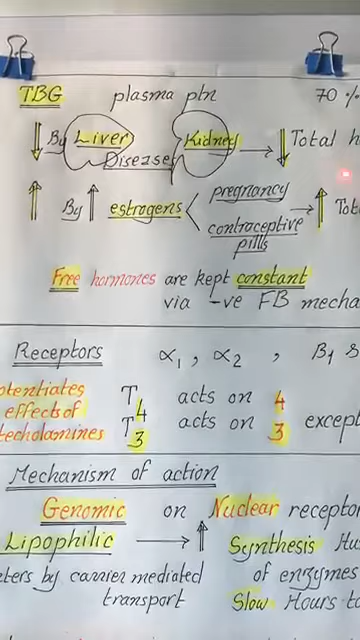 TBG plasma ptn 70 %
↓ By Liver Kidney → ↓ Total h
Diseases
↑ By ↑ estrogens < pregnancy → ↑ Tot
contraceptive
pills
Free hormones are kept constant
via -ve FB mecha
Receptors α1, α2, β1
otentiates T4 acts on 4
effects of
techolamines T3 acts on 3 except
Mechanism of action
Genomic on Nuclear receptor
Lipophilic → ↑ Synthesis
ters by carrier mediated of enzymes
transport Slow Hours to